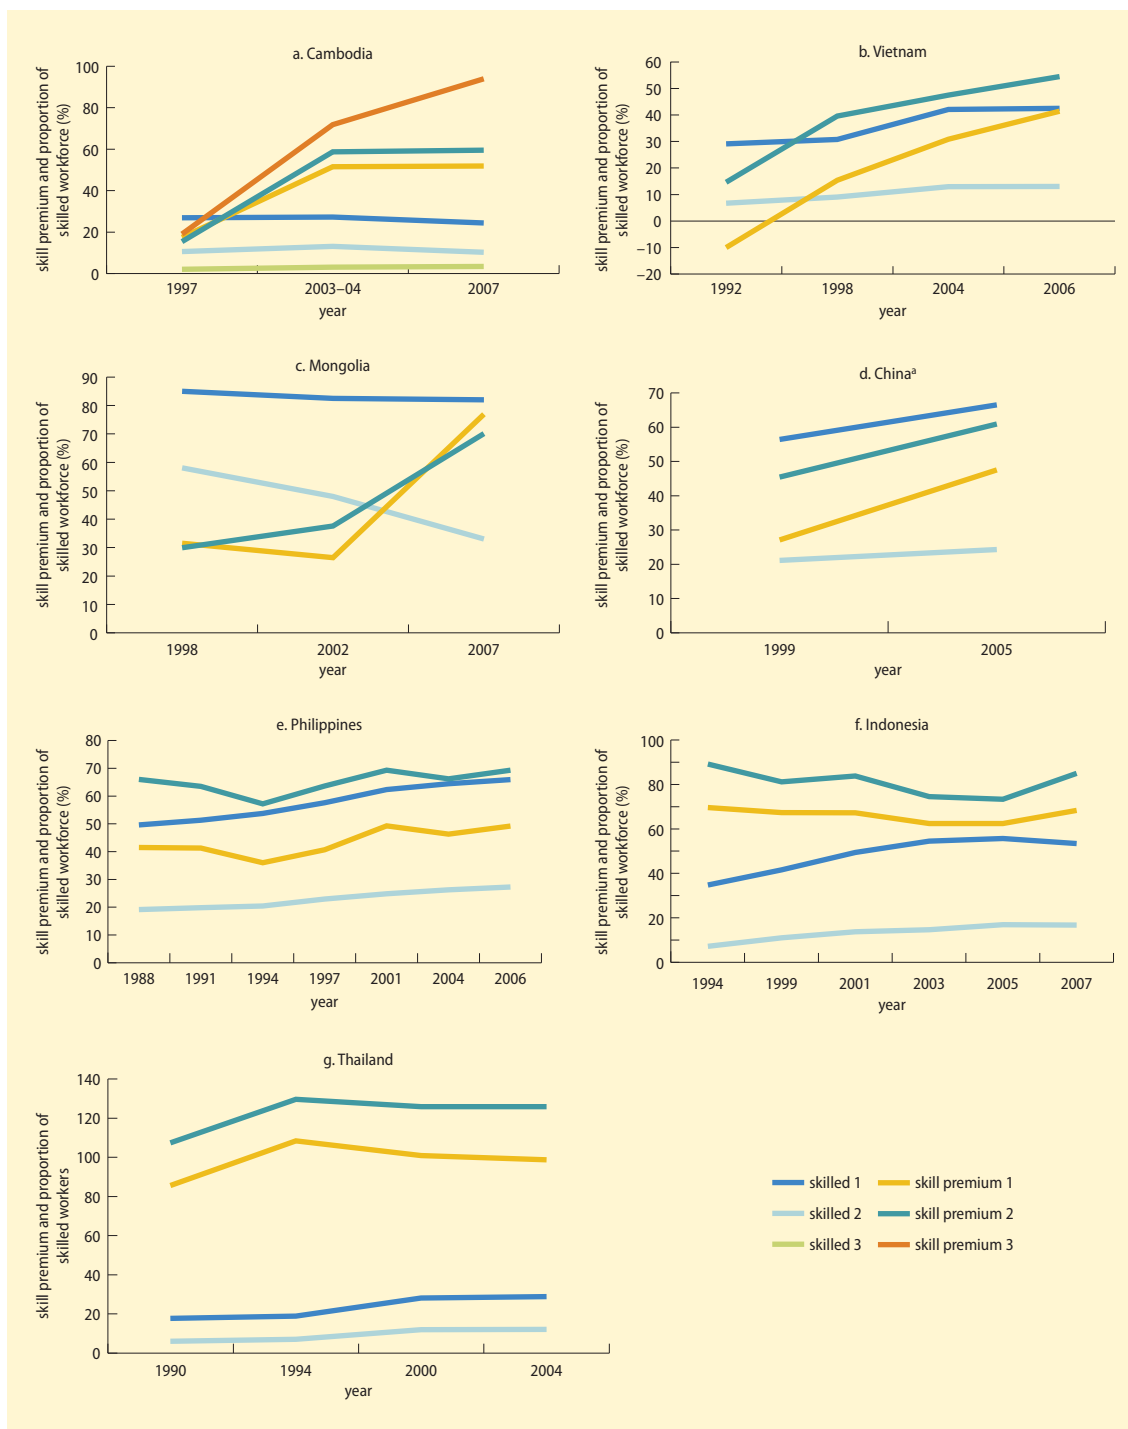 a. Cambodia
skill premium and proportion of
skilled workforce (%)
100
80
60
40
20
0
1997 2003–04 2007
year
b. Vietnam
skill premium and proportion of
skilled workforce (%)
60
50
40
30
20
10
0
–10
–20
1992 1998 2004 2006
year
c. Mongolia
skill premium and proportion of
skilled workforce (%)
90
80
70
60
50
40
30
20
10
0
1998 2002 2007
year
d. Chinaᵃ
skill premium and proportion of
skilled workforce (%)
70
60
50
40
30
20
10
0
1999 2005
year
e. Philippines
skill premium and proportion of
skilled workforce (%)
80
70
60
50
40
30
20
10
0
1988 1991 1994 1997 2001 2004 2006
year
f. Indonesia
skill premium and proportion of
skilled workforce (%)
100
80
60
40
20
0
1994 1999 2001 2003 2005 2007
year
g. Thailand
skill premium and proportion of
skilled workers
140
120
100
80
60
40
20
0
1990 1994 2000 2004
year
skilled 1 skill premium 1
skilled 2 skill premium 2
skilled 3 skill premium 3